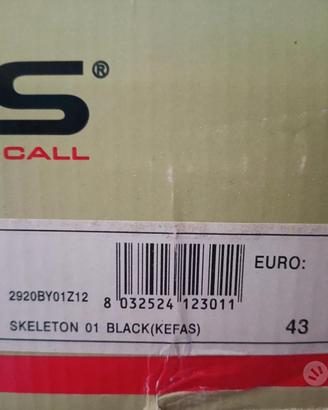 S®
CALL
EURO:
2920BY01Z12
8 032524 123011
SKELETON 01 BLACK(KEFAS)
43